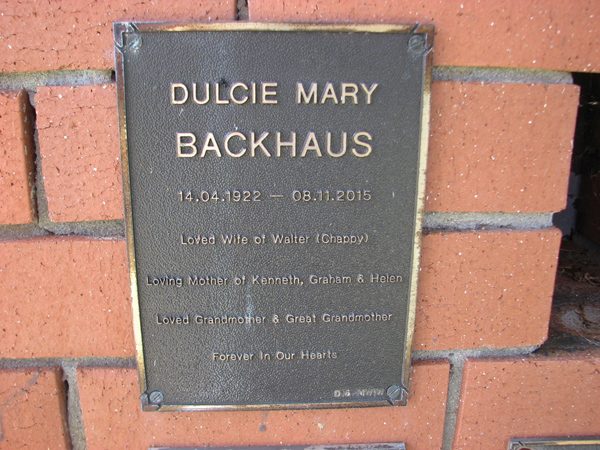 DULCIE MARY
BACKHAUS
14.04.1922 — 08.11.2015
Loved Wife of Walter (Chappy)
Loving Mother of Kenneth, Graham & Helen
Loved Grandmother & Great Grandmother
Forever In Our Hearts